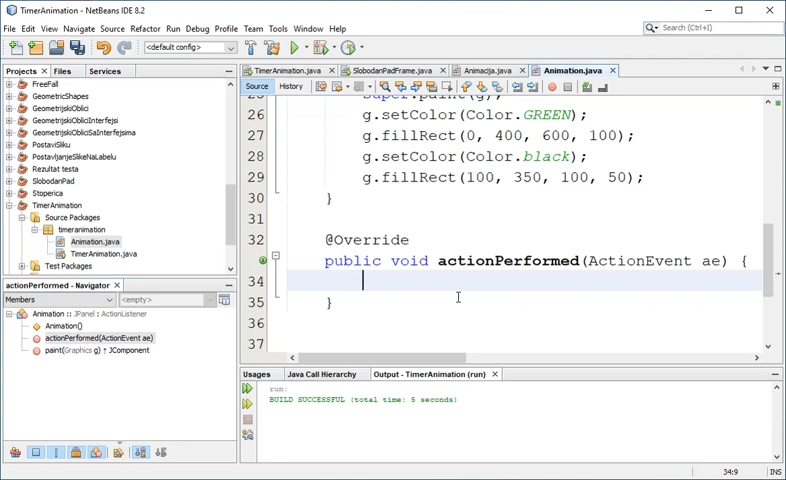 TimerAnimation - NetBeans IDE 8.2
File Edit View Navigate Source Refactor Run Debug Profile Team Tools Window Help
Search (Ctrl+I)
<default config>
Projects Files Services
TimerAnimation.java SlobodanPadFrame.java Animacija.java Animation.java
Source History
FreeFall
GeometricShapes
GeometrijskiOblici
GeometrijskiObliciInterfejsi
GeometrijskiObliciSaInterfejsima
PostaviSliku
PostavljanjeSlikeNaLabelu
Rezultat testa
SlobodanPad
Stoperica
TimerAnimation
Source Packages
timeranimation
Animation.java
TimerAnimation.java
Test Packages
25 super.paint(g);
26 g.setColor(Color.GREEN);
27 g.fillRect(0, 400, 600, 100);
28 g.setColor(Color.black);
29 g.fillRect(100, 350, 100, 50);
30 }
31
32 @Override
public void actionPerformed(ActionEvent ae) {
34
35 }
36
37
actionPerformed - Navigator
Members <empty>
Animation :: JPanel : ActionListener
Animation()
actionPerformed(ActionEvent ae)
paint(Graphics g) ↑ JComponent
Usages Java Call Hierarchy Output - TimerAnimation (run)
run:
BUILD SUCCESSFUL (total time: 5 seconds)
34:9 INS